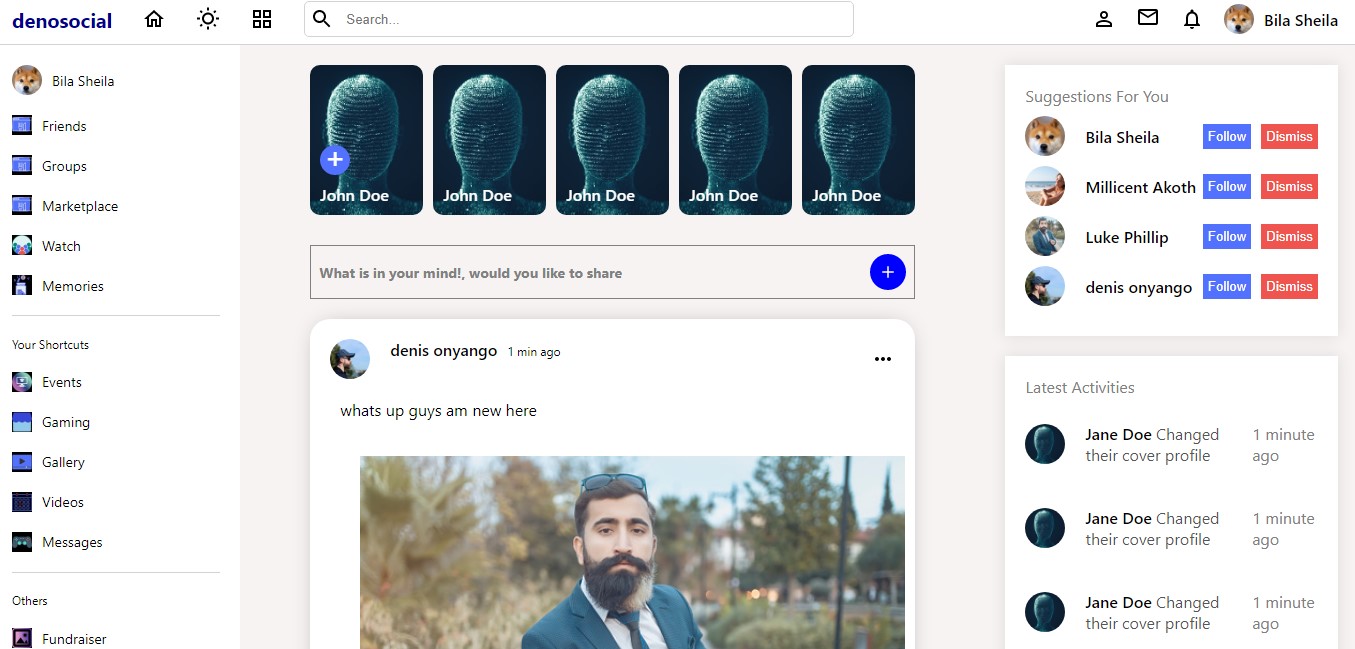 denosocial
Search...
Bila Sheila
Bila Sheila
Friends
Groups
Marketplace
Watch
Memories
Your Shortcuts
Events
Gaming
Gallery
Videos
Messages
Others
Fundraiser
John Doe
John Doe
John Doe
John Doe
John Doe
What is in your mind!, would you like to share
denis onyango 1 min ago
whats up guys am new here
Suggestions For You
Bila Sheila Follow Dismiss
Millicent Akoth Follow Dismiss
Luke Phillip Follow Dismiss
denis onyango Follow Dismiss
Latest Activities
Jane Doe Changed
their cover profile
1 minute
ago
Jane Doe Changed
their cover profile
1 minute
ago
Jane Doe Changed
their cover profile
1 minute
ago